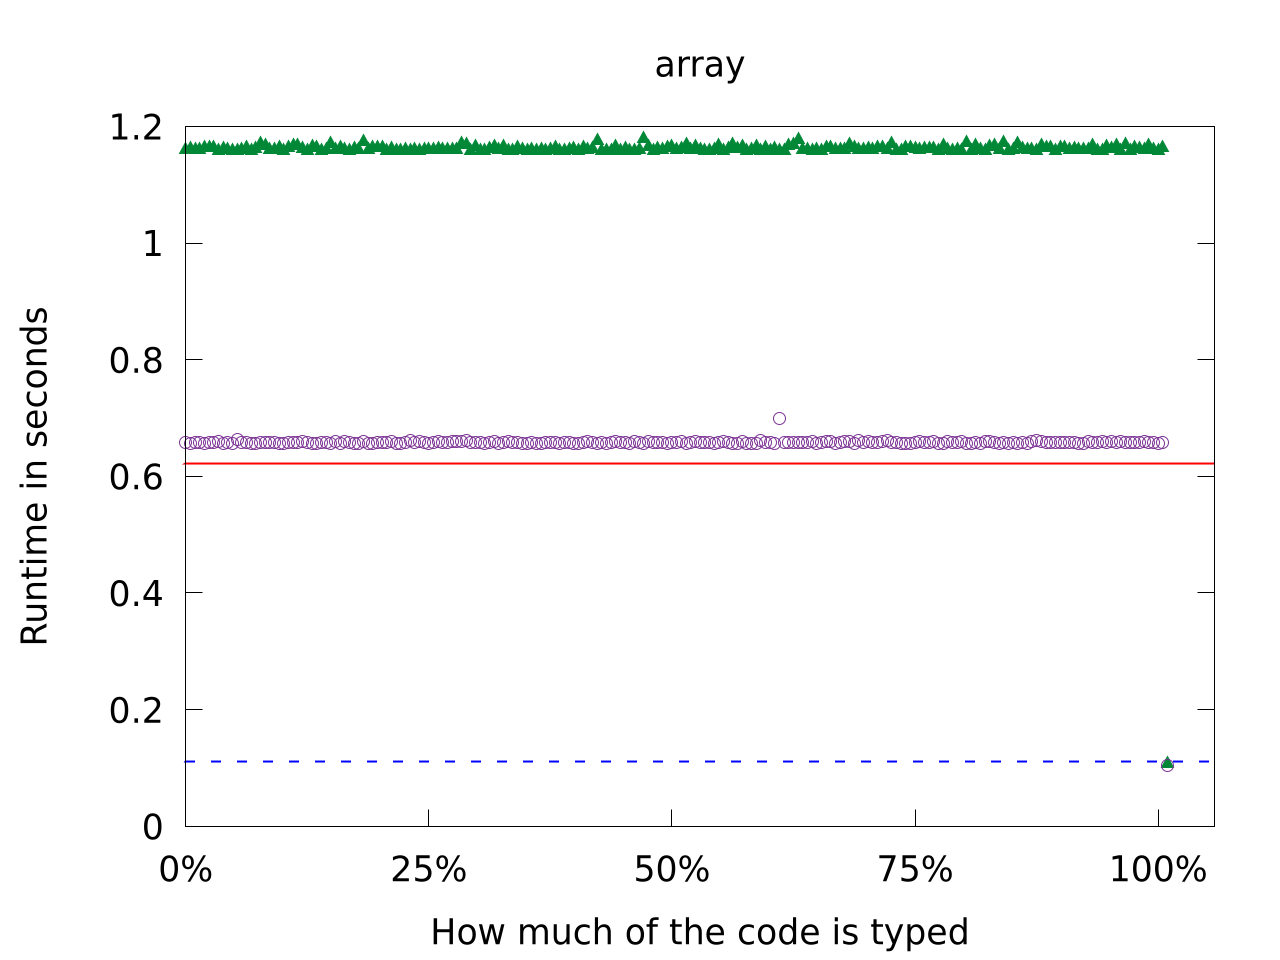 array
1.2
1
0.8
0.6
0.4
0.2
0
Runtime in seconds
0% 25% 50% 75% 100%
How much of the code is typed